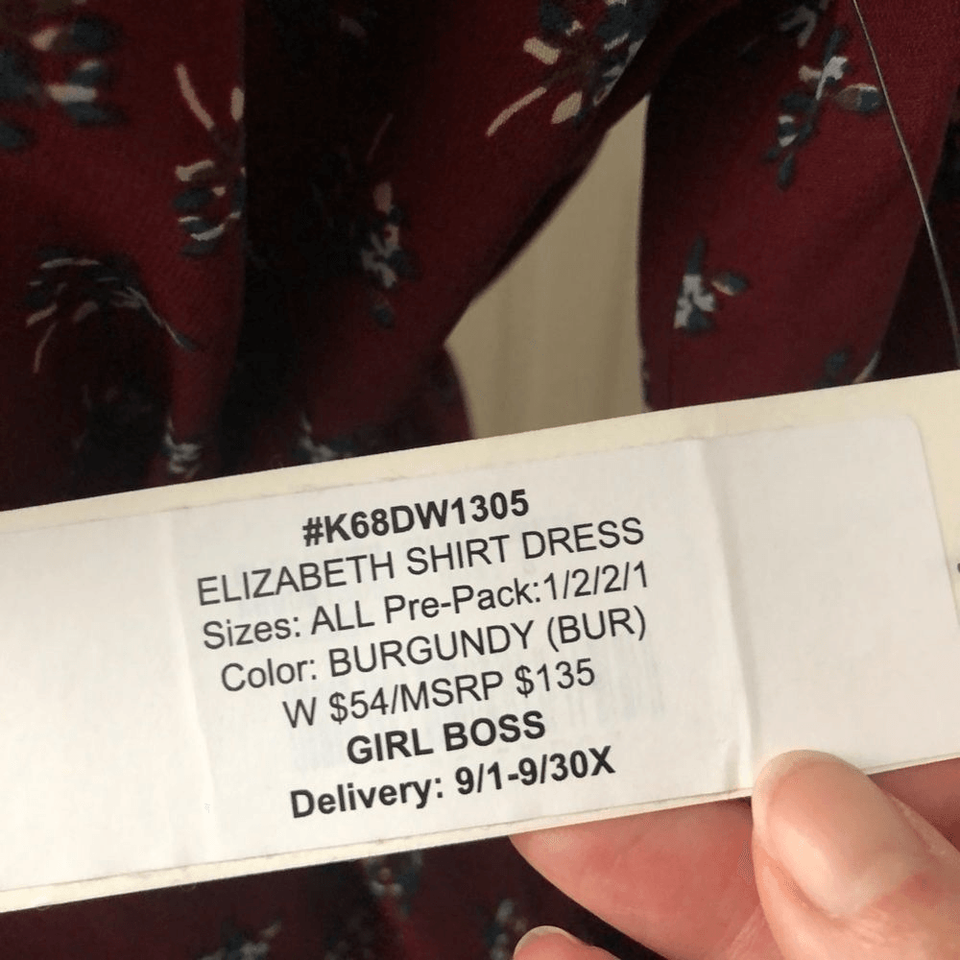 #K68DW1305
ELIZABETH SHIRT DRESS
Sizes: ALL Pre-Pack:1/2/2/1
Color: BURGUNDY (BUR)
W $54/MSRP $135
GIRL BOSS
Delivery: 9/1-9/30X